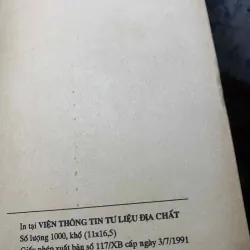 In tại VIỆN THÔNG TIN TƯ LIỆU ĐỊA CHẤT
Số lượng 1000, khổ (11x16,5)
Giấy phép xuất bản số 117/XB cấp ngày 3/7/1991